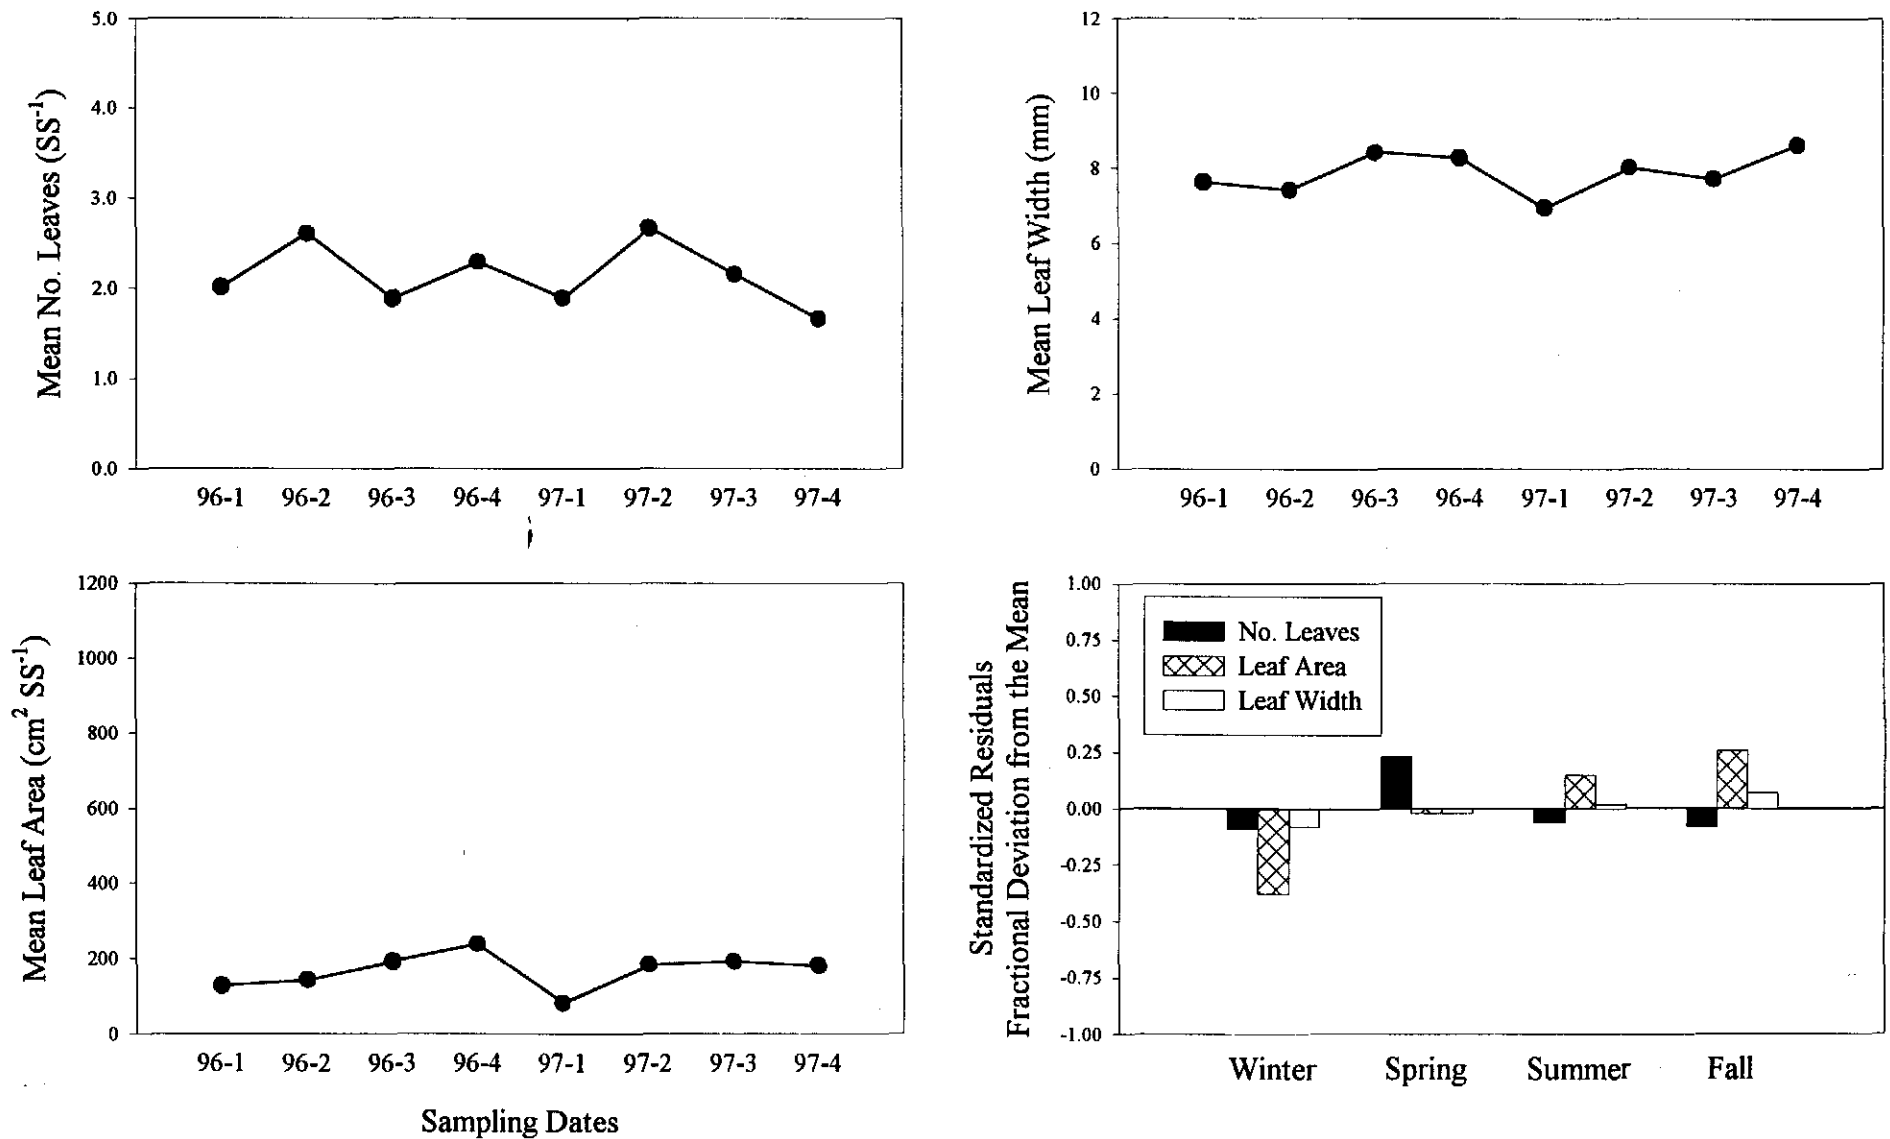 Mean No. Leaves (SS⁻¹)
5.0
4.0
3.0
2.0
1.0
0.0
96-1 96-2 96-3 96-4 97-1 97-2 97-3 97-4
Mean Leaf Width (mm)
12
10
8
6
4
2
0
96-1 96-2 96-3 96-4 97-1 97-2 97-3 97-4
Mean Leaf Area (cm² SS⁻¹)
1200
1000
800
600
400
200
0
96-1 96-2 96-3 96-4 97-1 97-2 97-3 97-4
Sampling Dates
Standardized Residuals
Fractional Deviation from the Mean
1.00
0.75
0.50
0.25
0.00
-0.25
-0.50
-0.75
-1.00
No. Leaves
Leaf Area
Leaf Width
Winter Spring Summer Fall